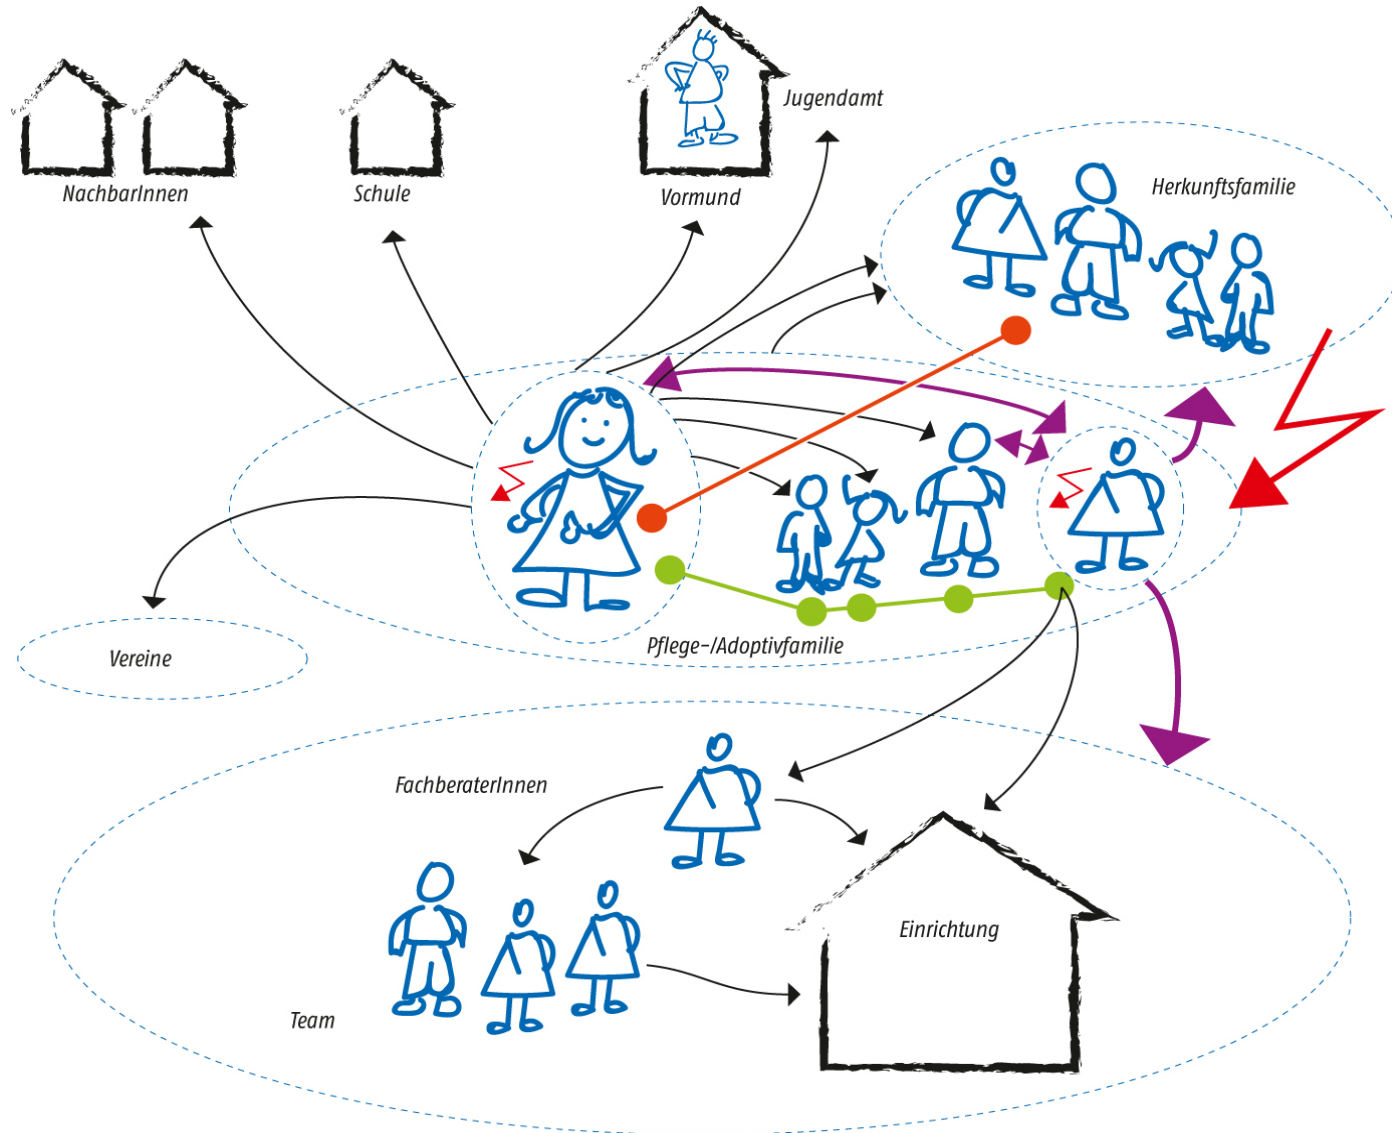 Jugendamt
NachbarInnen
Schule
Vormund
Herkunftsfamilie
Pflege-/Adoptivfamilie
Vereine
FachberaterInnen
Einrichtung
Team